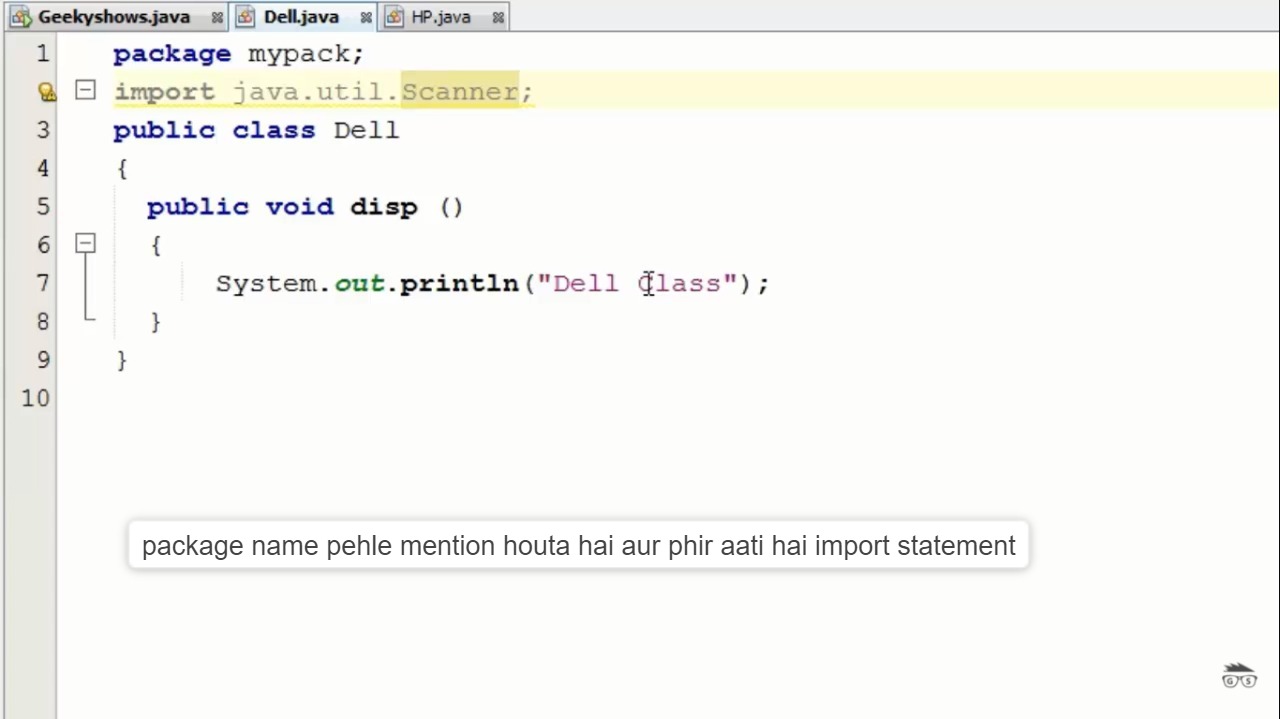 Geekyshows.java Dell.java HP.java
1 package mypack;
import java.util.Scanner;
3 public class Dell
4 {
5 public void disp ()
6 {
7 System.out.println("Dell Class");
8 }
9 }
10
package name pehle mention houta hai aur phir aati hai import statement
G S